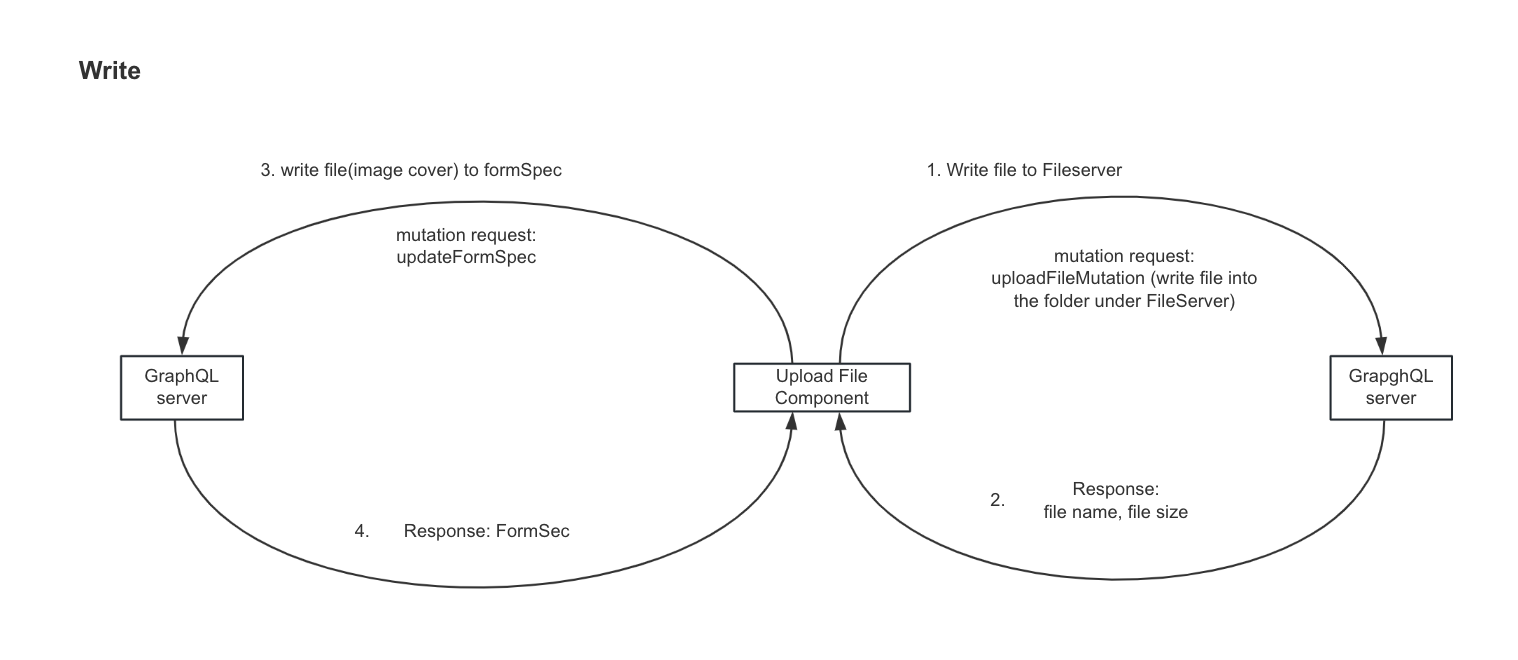 Write
3. write file(image cover) to formSpec
1. Write file to Fileserver
mutation request:
updateFormSpec
mutation request:
uploadFileMutation (write file into
the folder under FileServer)
GraphQL
server
Upload File
Component
GrapghQL
server
2.
Response:
file name, file size
4.
Response: FormSec